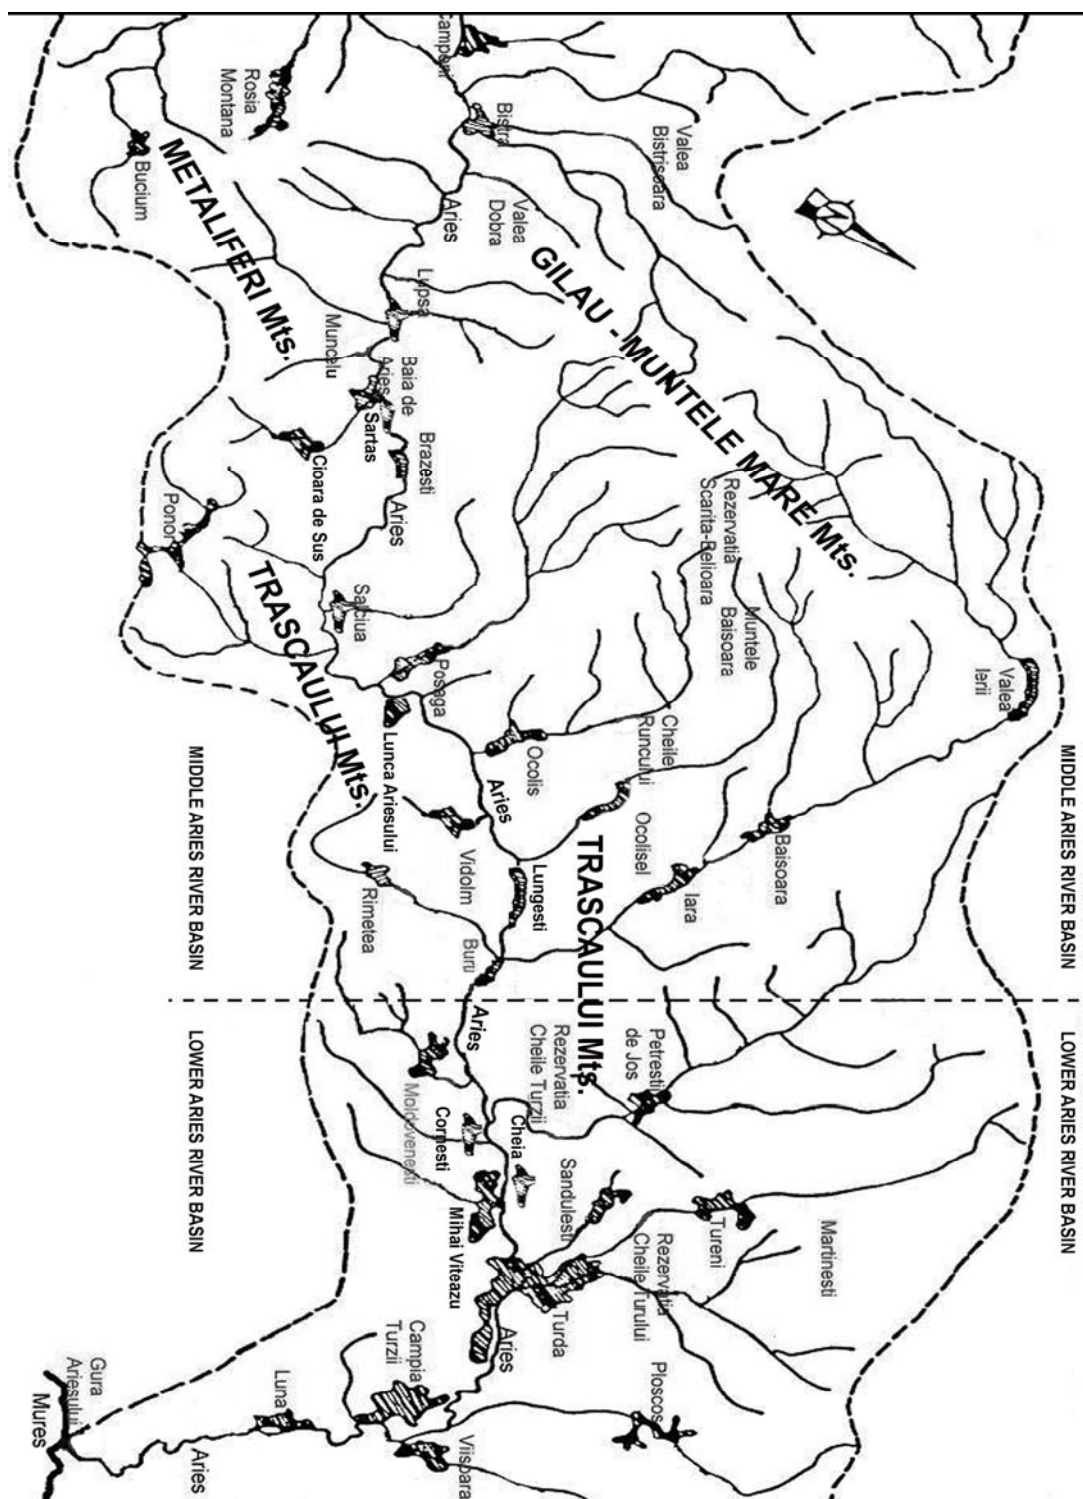 Campeni
Rosia
Montana
Bistra
Valea
Bistrisoara
Bucium
METALIFERI Mts.
Aries
Valea
Dobra
GILAU - MUNTELE MARE Mts.
N
Lupsa
Muncelu
Baia de
Aries
Sartas
Brazesti
Cioara de Sus
Aries
Ponor
Rezervatia
Scarita-Belioara
TRASCAULUI Mts.
Salciua
Muntele
Baisoara
Posaga
Valea
Ierii
Lunca Ariesului
Ocolis
Cheile
Runcului
MIDDLE ARIES RIVER BASIN
MIDDLE ARIES RIVER BASIN
Aries
Ocolisel
Baisoara
Vidolm
TRASCAULUI Mts.
Rimetea
Lungesti
Iara
Buru
Aries
LOWER ARIES RIVER BASIN
LOWER ARIES RIVER BASIN
Rezervatia
Cheile Turzii
Petresti
de Jos
Moldovenesti
Cornesti
Cheia
Sandulesti
Mihai Viteazu
Tureni
Martinesti
Rezervatia
Cheile Turului
Turda
Aries
Campia
Turzii
Ploscos
Gura
Ariesului
Luna
Mures
Aries
Viisoara